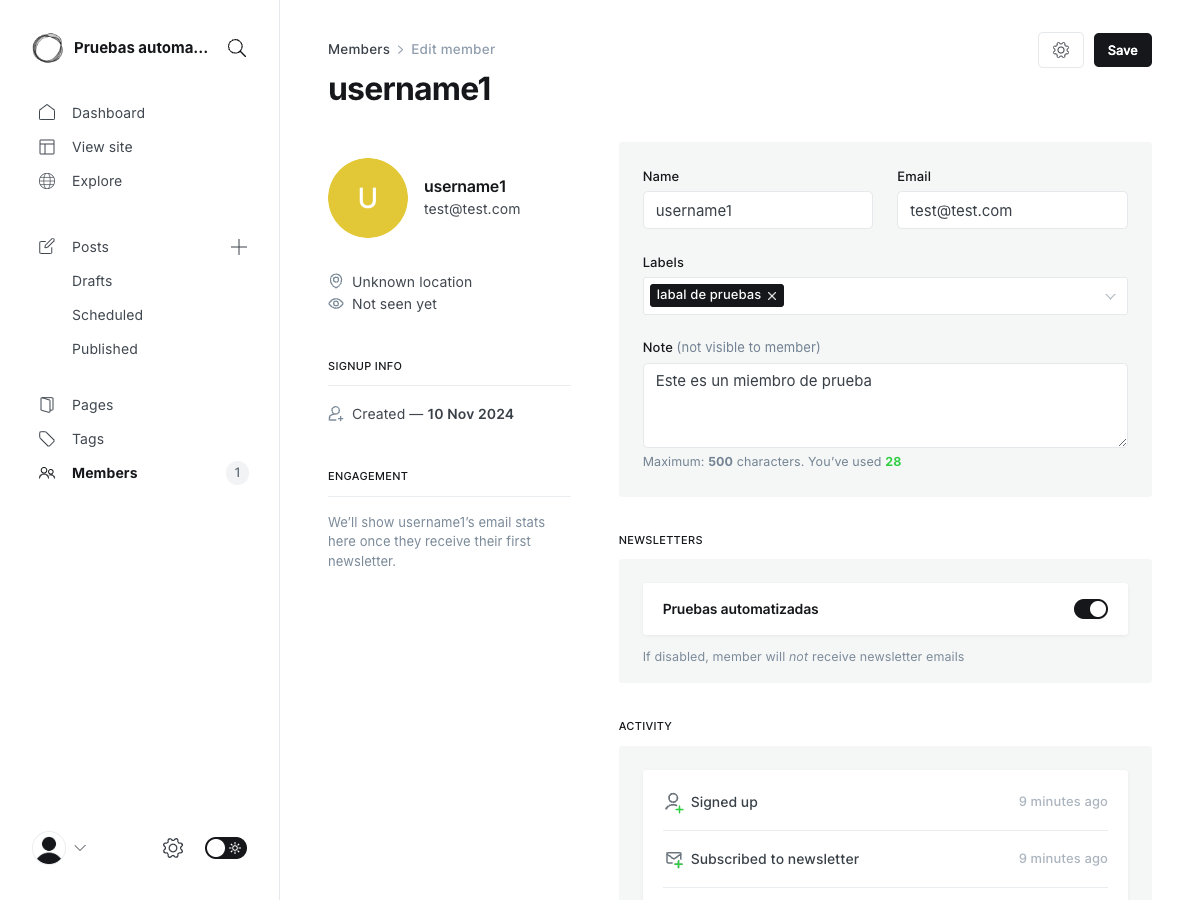 Pruebas automa...
Dashboard
View site
Explore
Posts
Drafts
Scheduled
Published
Pages
Tags
Members
1
Members
Edit member
username1
Save
U
username1
test@test.com
Unknown location
Not seen yet
SIGNUP INFO
Created — 10 Nov 2024
ENGAGEMENT
We’ll show username1’s email stats
here once they receive their first
newsletter.
Name
Email
username1
test@test.com
Labels
labal de pruebas
Note (not visible to member)
Este es un miembro de prueba
Maximum: 500 characters. You’ve used 28
NEWSLETTERS
Pruebas automatizadas
If disabled, member will not receive newsletter emails
ACTIVITY
Signed up
9 minutes ago
Subscribed to newsletter
9 minutes ago